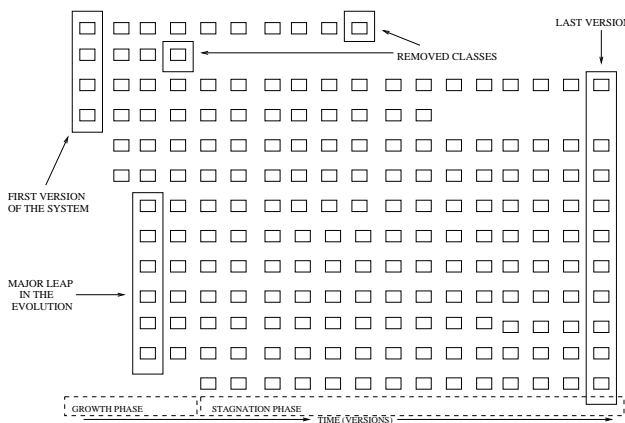 LAST VERSION
REMOVED CLASSES
FIRST VERSION
OF THE SYSTEM
MAJOR LEAP
IN THE
EVOLUTION
GROWTH PHASE
STAGNATION PHASE
TIME (VERSIONS)